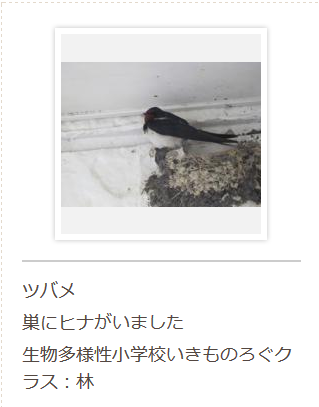 ツバメ
巣にヒナがいました
生物多様性小学校いきものろぐク
ラス：林